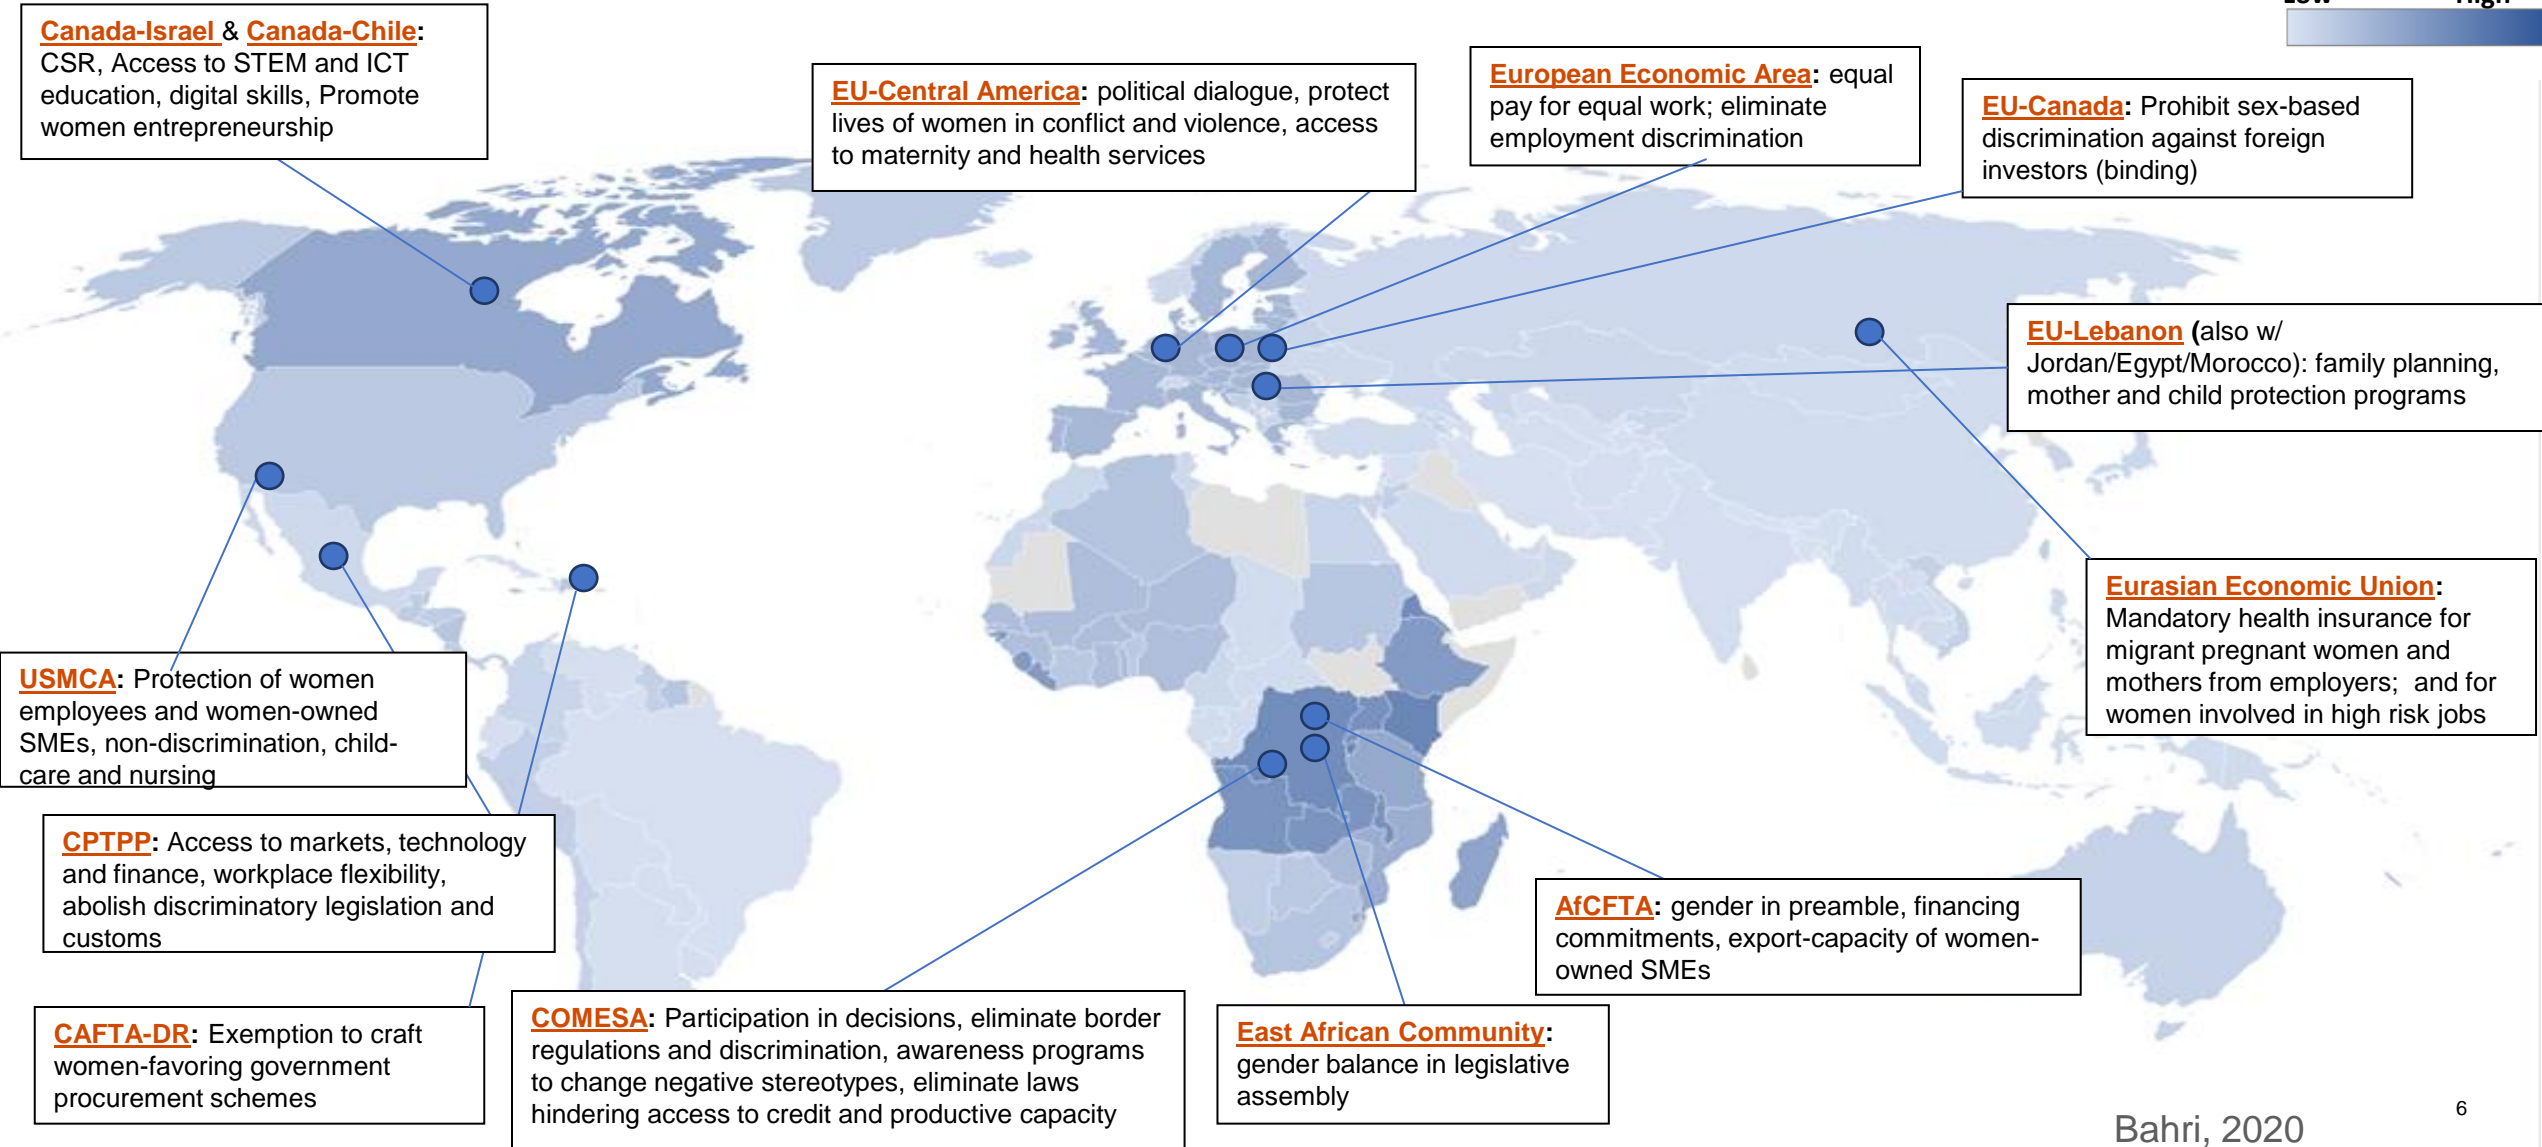 Low High
Canada-Israel & Canada-Chile:
CSR, Access to STEM and ICT
education, digital skills, Promote
women entrepreneurship
EU-Central America: political dialogue, protect
lives of women in conflict and violence, access
to maternity and health services
European Economic Area: equal
pay for equal work; eliminate
employment discrimination
EU-Canada: Prohibit sex-based
discrimination against foreign
investors (binding)
EU-Lebanon (also w/
Jordan/Egypt/Morocco): family planning,
mother and child protection programs
Eurasian Economic Union:
Mandatory health insurance for
migrant pregnant women and
mothers from employers; and for
women involved in high risk jobs
USMCA: Protection of women
employees and women-owned
SMEs, non-discrimination, child-
care and nursing
CPTPP: Access to markets, technology
and finance, workplace flexibility,
abolish discriminatory legislation and
customs
CAFTA-DR: Exemption to craft
women-favoring government
procurement schemes
COMESA: Participation in decisions, eliminate border
regulations and discrimination, awareness programs
to change negative stereotypes, eliminate laws
hindering access to credit and productive capacity
East African Community:
gender balance in legislative
assembly
AfCFTA: gender in preamble, financing
commitments, export-capacity of women-
owned SMEs
Bahri, 2020
6